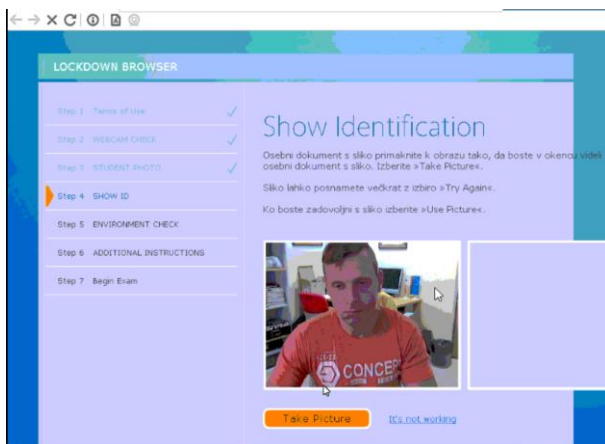 LOCKDOWN BROWSER
Step 1 Terms of Use
Step 2 WEBCAM CHECK
Step 3 STUDENT PHOTO
Step 4 SHOW ID
Step 5 ENVIRONMENT CHECK
Step 6 ADDITIONAL INSTRUCTIONS
Step 7 Begin Exam
Show Identification
Osebni dokument s sliko primaknite k obrazu tako, da boste v okencu videli
osebni dokument s sliko. Izberite »Take Picture«.
Sliko lahko posnamete večkrat z izbiro »Try Again«.
Ko boste zadovoljni s sliko izberite »Use Picture«.
CONCEPT
Take Picture
It's not working